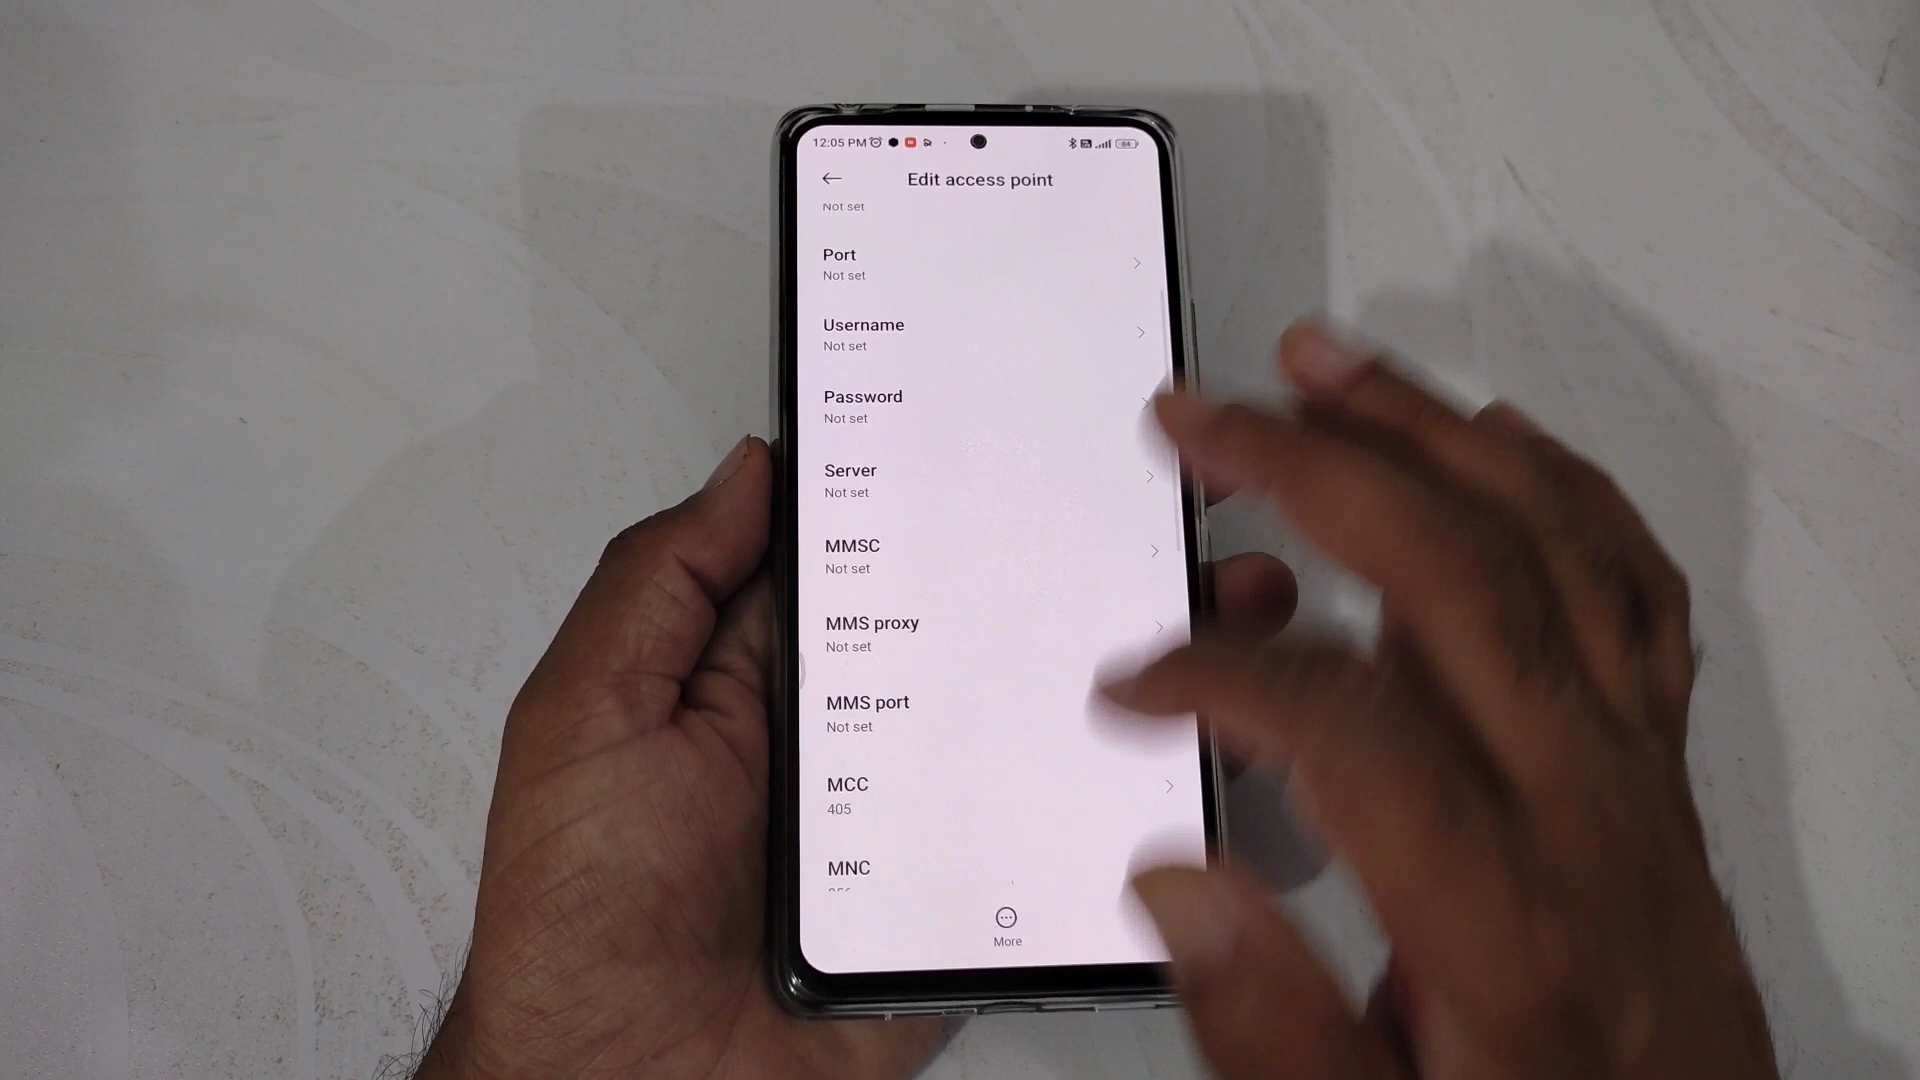 12:05 PM
Edit access point
Not set
Port
Not set
Username
Not set
Password
Not set
Server
Not set
MMSC
Not set
MMS proxy
Not set
MMS port
Not set
MCC
405
MNC
More